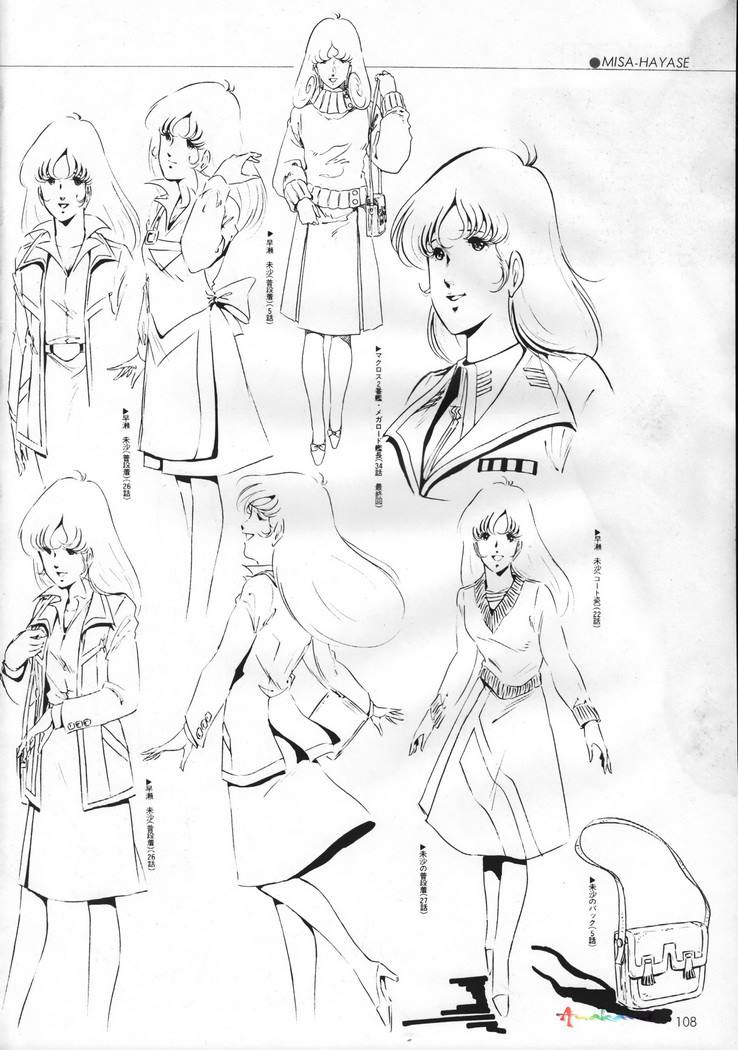 ●MISA-HAYASE
▶早瀬 未沙(普段着)(5話)
▶マクロス2番艦・メガロード艦長(34話 最終回)
▶早瀬 未沙(普段着)(26話)
▶早瀬 未沙(コート姿)(22話)
▶早瀬 未沙(普段着)(26話)
▶未沙の普段着(27話)
▶未沙のバック(5話)
108